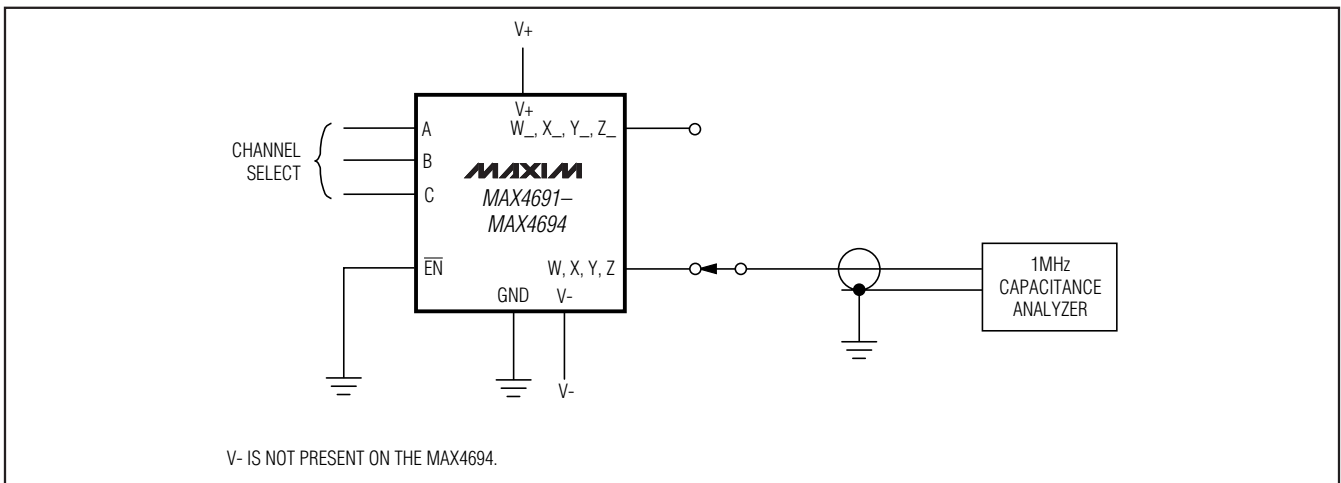 V+
V+
A
W_, X_, Y_, Z_
CHANNEL
SELECT
B
MAXIM
C
MAX4691–
MAX4694
EN
W, X, Y, Z
1MHz
CAPACITANCE
ANALYZER
GND
V-
V-
V- IS NOT PRESENT ON THE MAX4694.